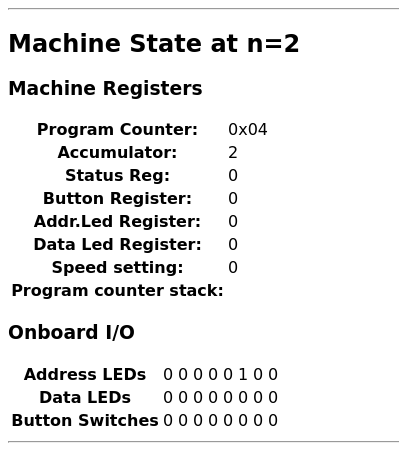 Machine State at n=2
Machine Registers
Program Counter: 0x04
Accumulator: 2
Status Reg: 0
Button Register: 0
Addr.Led Register: 0
Data Led Register: 0
Speed setting: 0
Program counter stack:
Onboard I/O
Address LEDs 0 0 0 0 0 1 0 0
Data LEDs 0 0 0 0 0 0 0 0
Button Switches 0 0 0 0 0 0 0 0